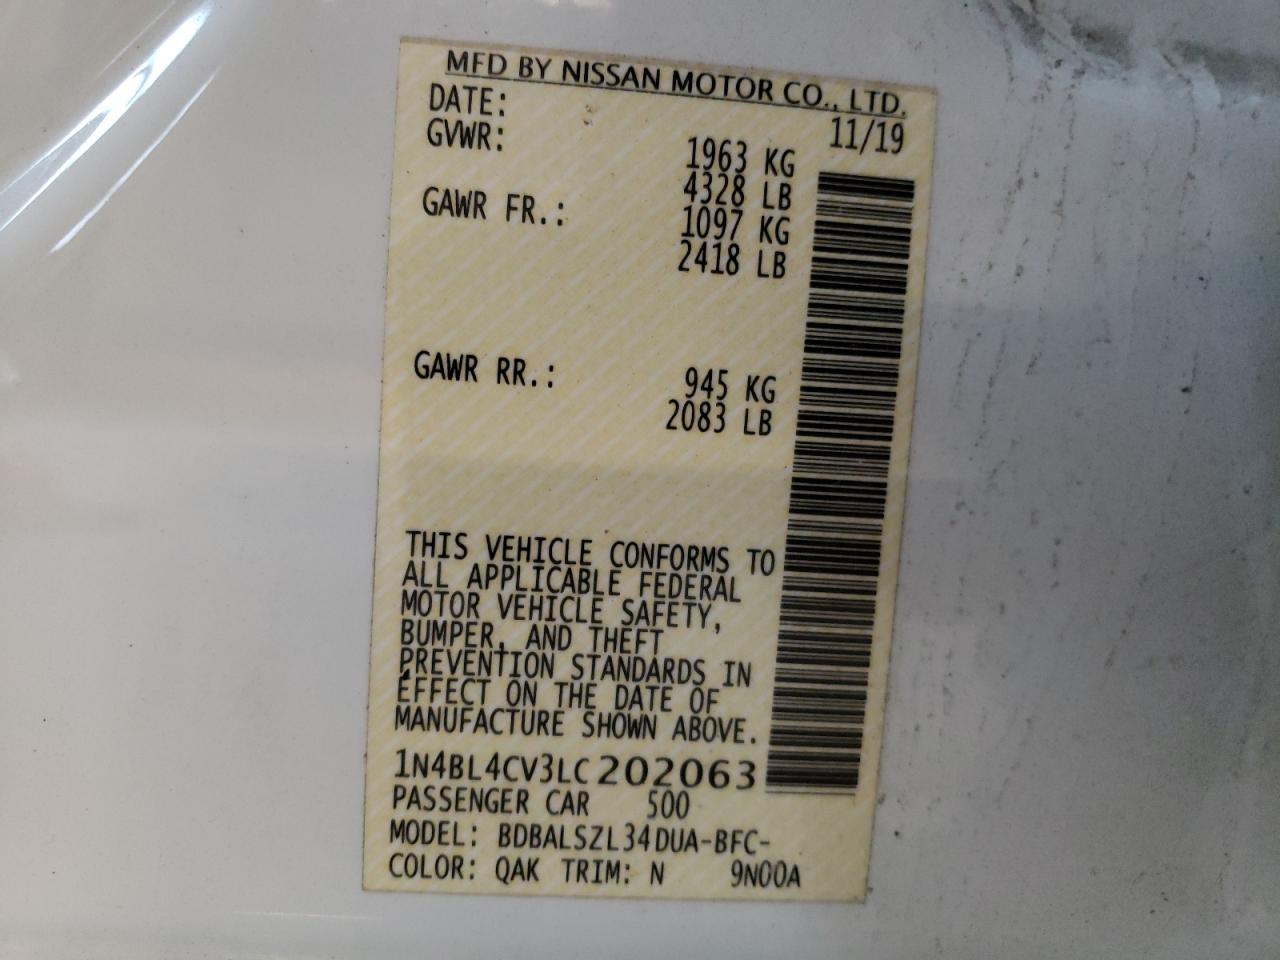 MFD BY NISSAN MOTOR CO., LTD.
DATE: 11/19
GVWR: 1963 KG
4328 LB
GAWR FR.: 1097 KG
2418 LB
GAWR RR.: 945 KG
2083 LB
THIS VEHICLE CONFORMS TO
ALL APPLICABLE FEDERAL
MOTOR VEHICLE SAFETY,
BUMPER, AND THEFT
PREVENTION STANDARDS IN
EFFECT ON THE DATE OF
MANUFACTURE SHOWN ABOVE.
1N4BL4CV3LC202063
PASSENGER CAR 500
MODEL: BDBALSZL34DUA-BFC-
COLOR: QAK TRIM: N 9N00A